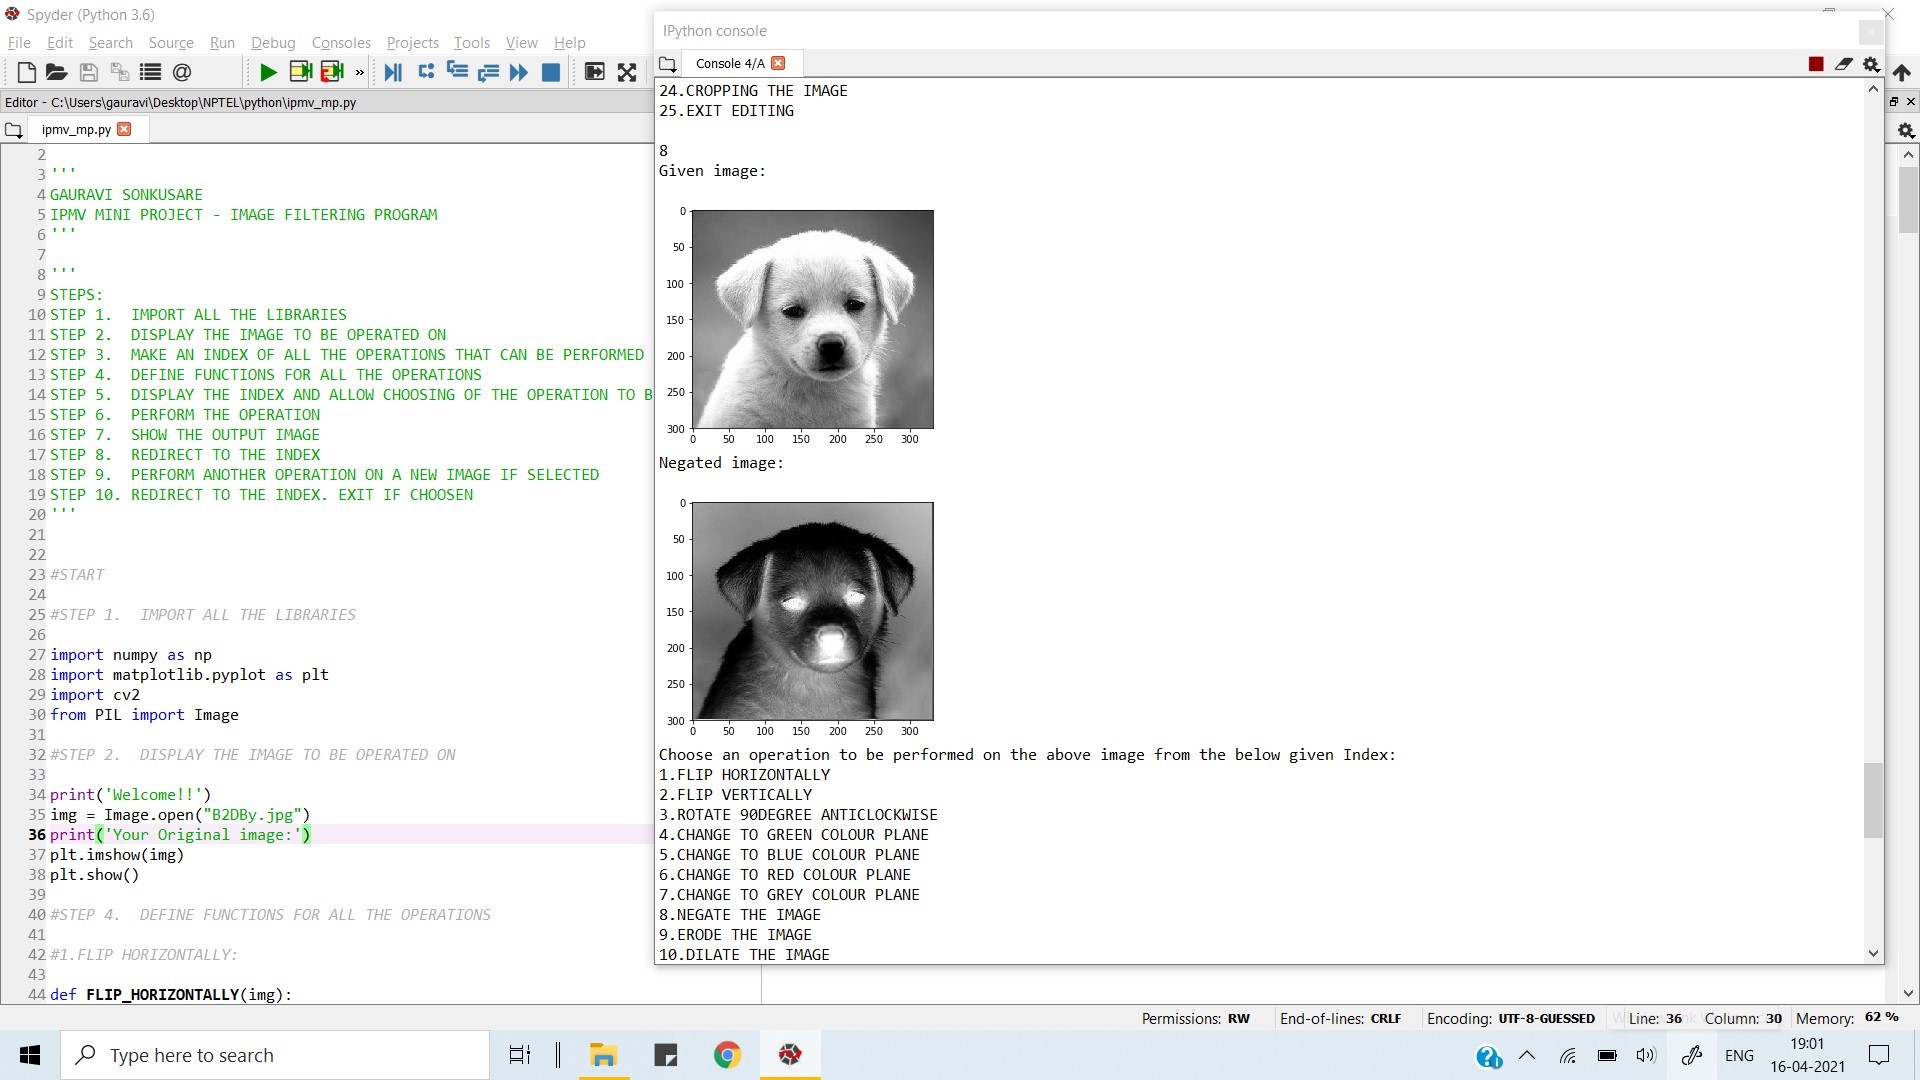 Spyder (Python 3.6)
File Edit Search Source Run Debug Consoles Projects Tools View Help
Editor - C:\Users\gauravi\Desktop\NPTEL\python\ipmv_mp.py
ipmv_mp.py
2
3 '''
4 GAURAVI SONKUSARE
5 IPMV MINI PROJECT - IMAGE FILTERING PROGRAM
6 '''
7
8 '''
9 STEPS:
10 STEP 1. IMPORT ALL THE LIBRARIES
11 STEP 2. DISPLAY THE IMAGE TO BE OPERATED ON
12 STEP 3. MAKE AN INDEX OF ALL THE OPERATIONS THAT CAN BE PERFORMED
13 STEP 4. DEFINE FUNCTIONS FOR ALL THE OPERATIONS
14 STEP 5. DISPLAY THE INDEX AND ALLOW CHOOSING OF THE OPERATION TO B
15 STEP 6. PERFORM THE OPERATION
16 STEP 7. SHOW THE OUTPUT IMAGE
17 STEP 8. REDIRECT TO THE INDEX
18 STEP 9. PERFORM ANOTHER OPERATION ON A NEW IMAGE IF SELECTED
19 STEP 10. REDIRECT TO THE INDEX. EXIT IF CHOOSEN
20 '''
21
22
23 #START
24
25 #STEP 1. IMPORT ALL THE LIBRARIES
26
27 import numpy as np
28 import matplotlib.pyplot as plt
29 import cv2
30 from PIL import Image
31
32 #STEP 2. DISPLAY THE IMAGE TO BE OPERATED ON
33
34 print('Welcome!!')
35 img = Image.open("B2DBy.jpg")
36 print('Your Original image:')
37 plt.imshow(img)
38 plt.show()
39
40 #STEP 4. DEFINE FUNCTIONS FOR ALL THE OPERATIONS
41
42 #1.FLIP HORIZONTALLY:
43
44 def FLIP_HORIZONTALLY(img):
IPython console
Console 4/A
24.CROPPING THE IMAGE
25.EXIT EDITING
8
Given image:
0
50
100
150
200
250
300
0 50 100 150 200 250 300
Negated image:
0
50
100
150
200
250
300
0 50 100 150 200 250 300
Choose an operation to be performed on the above image from the below given Index:
1.FLIP HORIZONTALLY
2.FLIP VERTICALLY
3.ROTATE 90DEGREE ANTICLOCKWISE
4.CHANGE TO GREEN COLOUR PLANE
5.CHANGE TO BLUE COLOUR PLANE
6.CHANGE TO RED COLOUR PLANE
7.CHANGE TO GREY COLOUR PLANE
8.NEGATE THE IMAGE
9.ERODE THE IMAGE
10.DILATE THE IMAGE
Permissions: RW End-of-lines: CRLF Encoding: UTF-8-GUESSED Line: 36 Column: 30 Memory: 62 %
Type here to search
ENG
19:01
16-04-2021